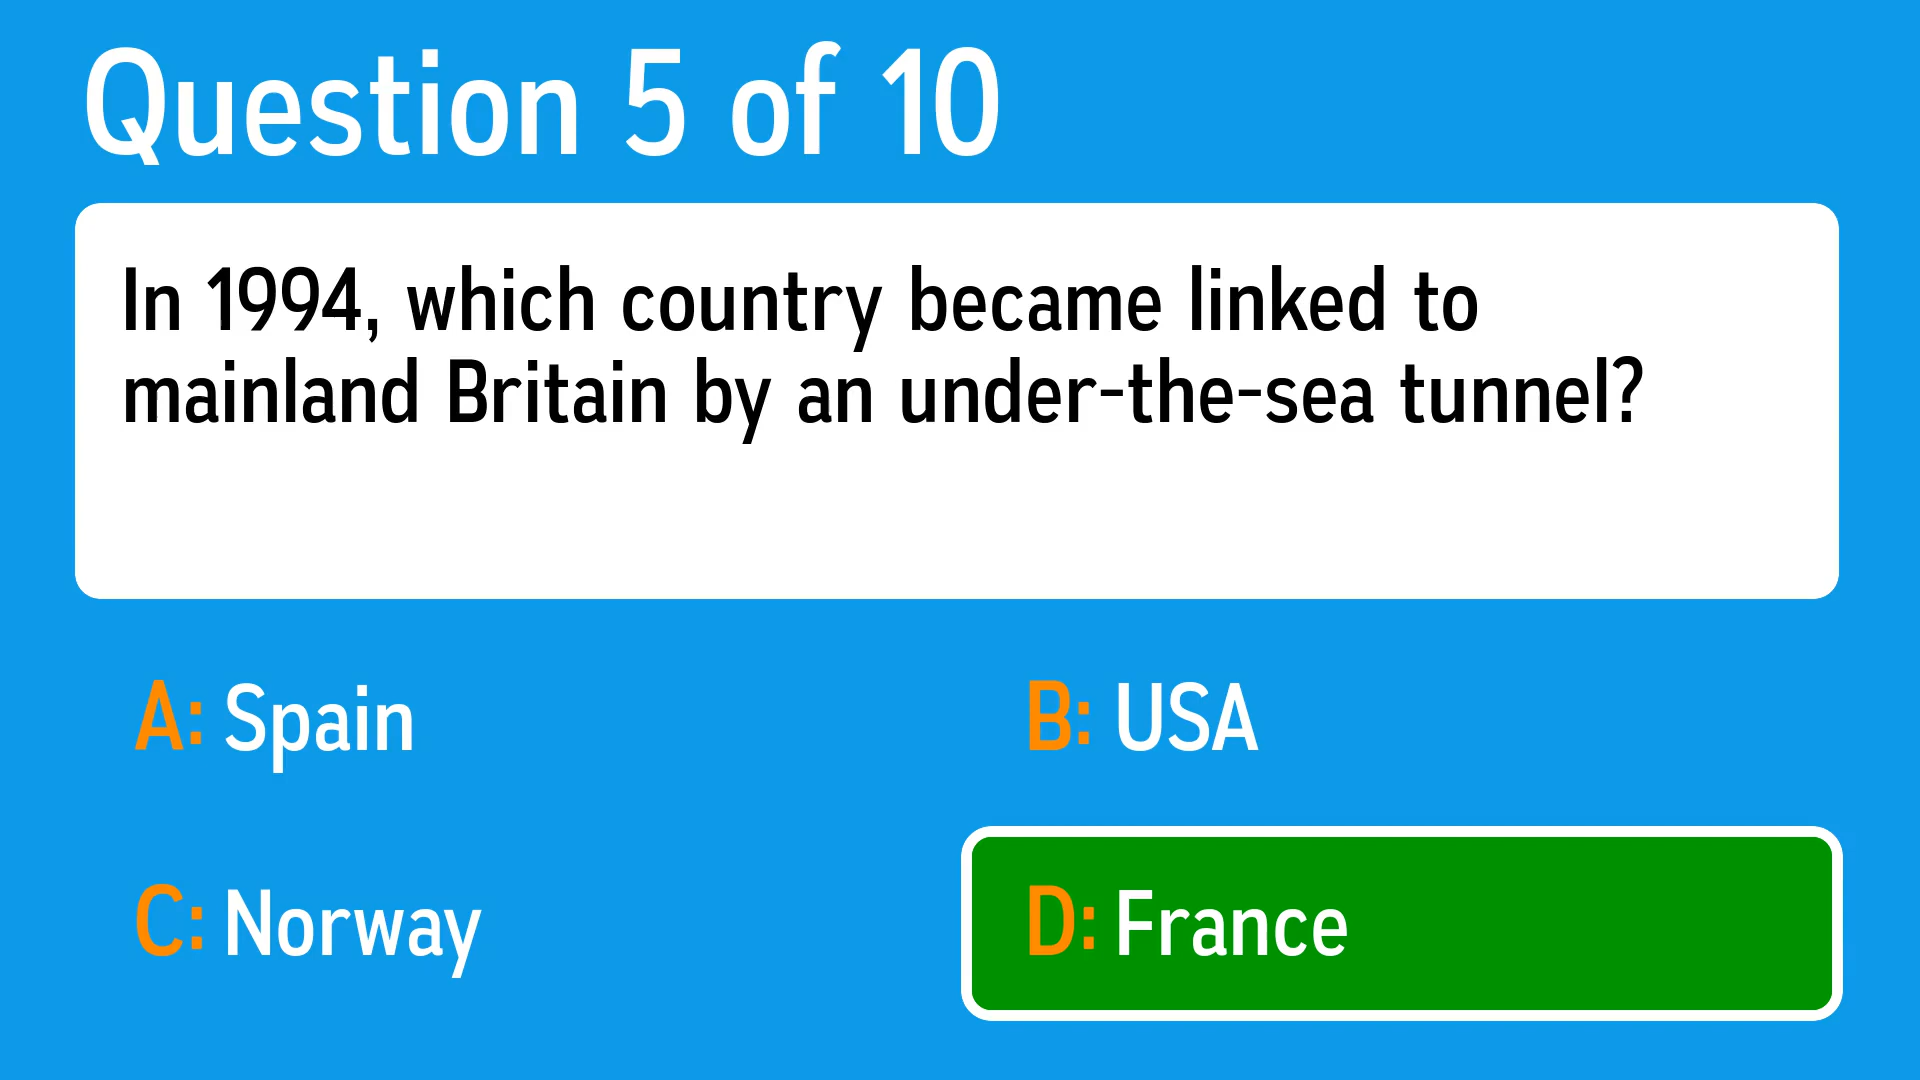 Question 5 of 10
In 1994, which country became linked to
mainland Britain by an under-the-sea tunnel?
A: Spain
B: USA
C: Norway
D: France